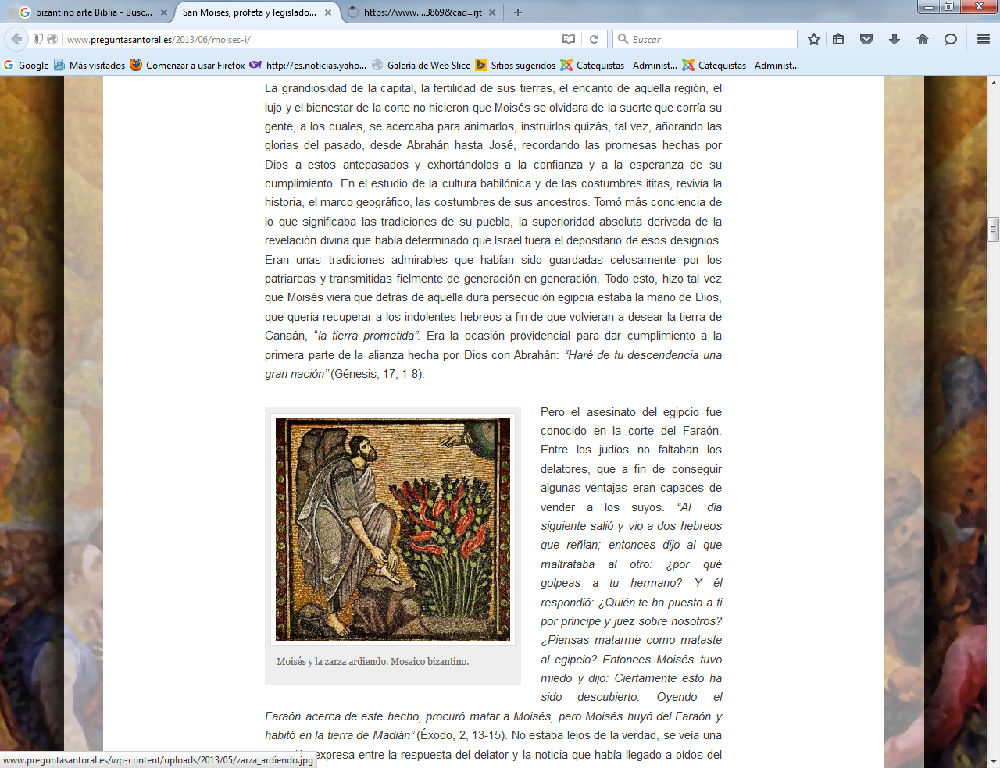 bizantino arte Biblia - Busc...
San Moisés, profeta y legislado...
https://www....3869&cad=rjt
www.preguntasantoral.es/2013/06/moises-i/
Buscar
Google
Más visitados
Comenzar a usar Firefox
http://es.noticias.yaho...
Galería de Web Slice
Sitios sugeridos
Catequistas - Administ...
Catequistas - Administ...
La grandiosidad de la capital, la fertilidad de sus tierras, el encanto de aquella región, el
lujo y el bienestar de la corte no hicieron que Moisés se olvidara de la suerte que corría su
gente, a los cuales, se acercaba para animarlos, instruirlos quizás, tal vez, añorando las
glorias del pasado, desde Abrahán hasta José, recordando las promesas hechas por
Dios a estos antepasados y exhortándolos a la confianza y a la esperanza de su
cumplimiento. En el estudio de la cultura babilónica y de las costumbres ititas, revivía la
historia, el marco geográfico, las costumbres de sus ancestros. Tomó más conciencia de
lo que significaba las tradiciones de su pueblo, la superioridad absoluta derivada de la
revelación divina que había determinado que Israel fuera el depositario de esos designios.
Eran unas tradiciones admirables que habían sido guardadas celosamente por los
patriarcas y transmitidas fielmente de generación en generación. Todo esto, hizo tal vez
que Moisés viera que detrás de aquella dura persecución egipcia estaba la mano de Dios,
que quería recuperar a los indolentes hebreos a fin de que volvieran a desear la tierra de
Canaán, “la tierra prometida”. Era la ocasión providencial para dar cumplimiento a la
primera parte de la alianza hecha por Dios con Abrahán: “Haré de tu descendencia una
gran nación” (Génesis, 17, 1-8).
Moisés y la zarza ardiendo. Mosaico bizantino.
Pero el asesinato del egipcio fue
conocido en la corte del Faraón.
Entre los judíos no faltaban los
delatores, que a fin de conseguir
algunas ventajas eran capaces de
vender a los suyos. “Al día
siguiente salió y vio a dos hebreos
que reñían; entonces dijo al que
maltrataba al otro: ¿por qué
golpeas a tu hermano? Y él
respondió: ¿Quién te ha puesto a ti
por príncipe y juez sobre nosotros?
¿Piensas matarme como mataste
al egipcio? Entonces Moisés tuvo
miedo y dijo: Ciertamente esto ha
sido descubierto. Oyendo el
Faraón acerca de este hecho, procuró matar a Moisés, pero Moisés huyó del Faraón y
habitó en la tierra de Madián” (Éxodo, 2, 13-15). No estaba lejos de la verdad, se veía una
expresa entre la respuesta del delator y la noticia que había llegado a oídos del
www.preguntasantoral.es/wp-content/uploads/2013/05/zarza_ardiendo.jpg